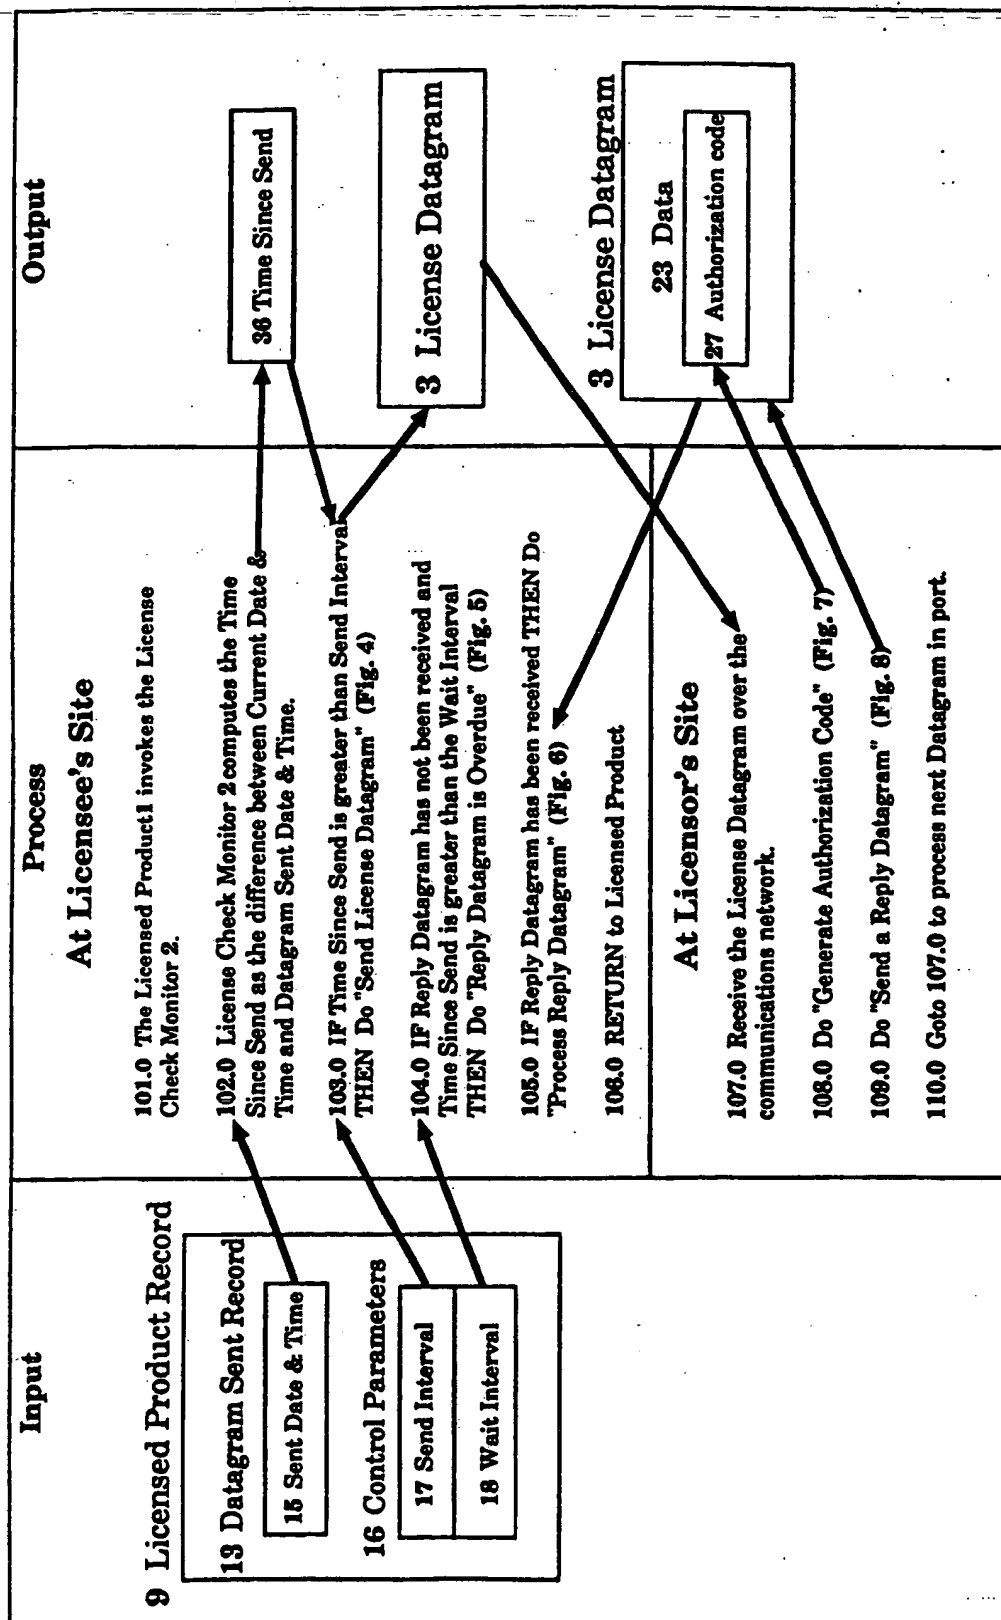 Input
9 Licensed Product Record
13 Datagram Sent Record
15 Sent Date & Time
16 Control Parameters
17 Send Interval
18 Wait Interval
Process
At Licensee's Site
101.0 The Licensed Product1 invokes the License
Check Monitor 2.
102.0 License Check Monitor 2 computes the Time
Since Send as the difference between Current Date &
Time and Datagram Sent Date & Time.
103.0 IF Time Since Send is greater than Send Interval
THEN Do "Send License Datagram" (Fig. 4)
104.0 IF Reply Datagram has not been received and
Time Since Send is greater than the Wait Interval
THEN Do "Reply Datagram is Overdue" (Fig. 5)
105.0 IF Reply Datagram has been received THEN Do
"Process Reply Datagram" (Fig. 6)
106.0 RETURN to Licensed Product
At Licensor's Site
107.0 Receive the License Datagram over the
communications network.
108.0 Do "Generate Authorization Code" (Fig. 7)
109.0 Do "Send a Reply Datagram" (Fig. 8)
110.0 Goto 107.0 to process next Datagram in port.
Output
36 Time Since Send
3 License Datagram
3 License Datagram
23 Data
27 Authorization code